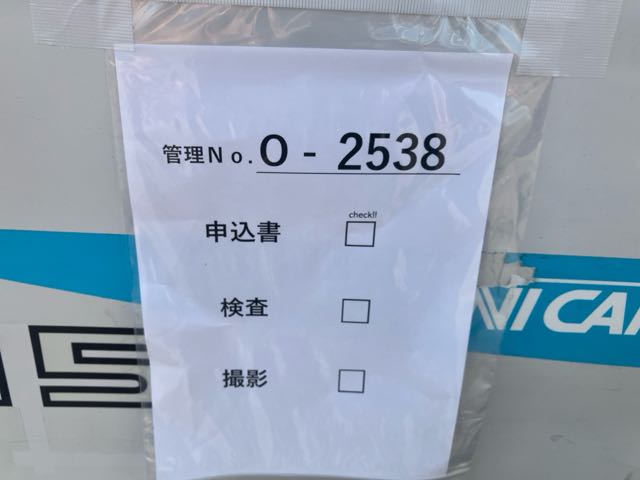 管理No. O - 2538
check!!
申込書 □
検査 □
撮影 □